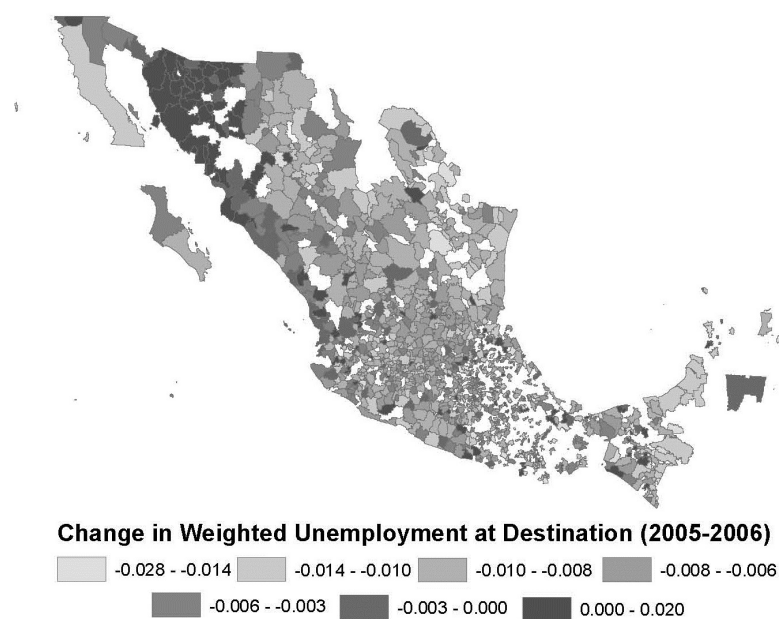 Change in Weighted Unemployment at Destination (2005-2006)
-0.028 - -0.014 -0.014 - -0.010 -0.010 - -0.008 -0.008 - -0.006
-0.006 - -0.003 -0.003 - 0.000 0.000 - 0.020